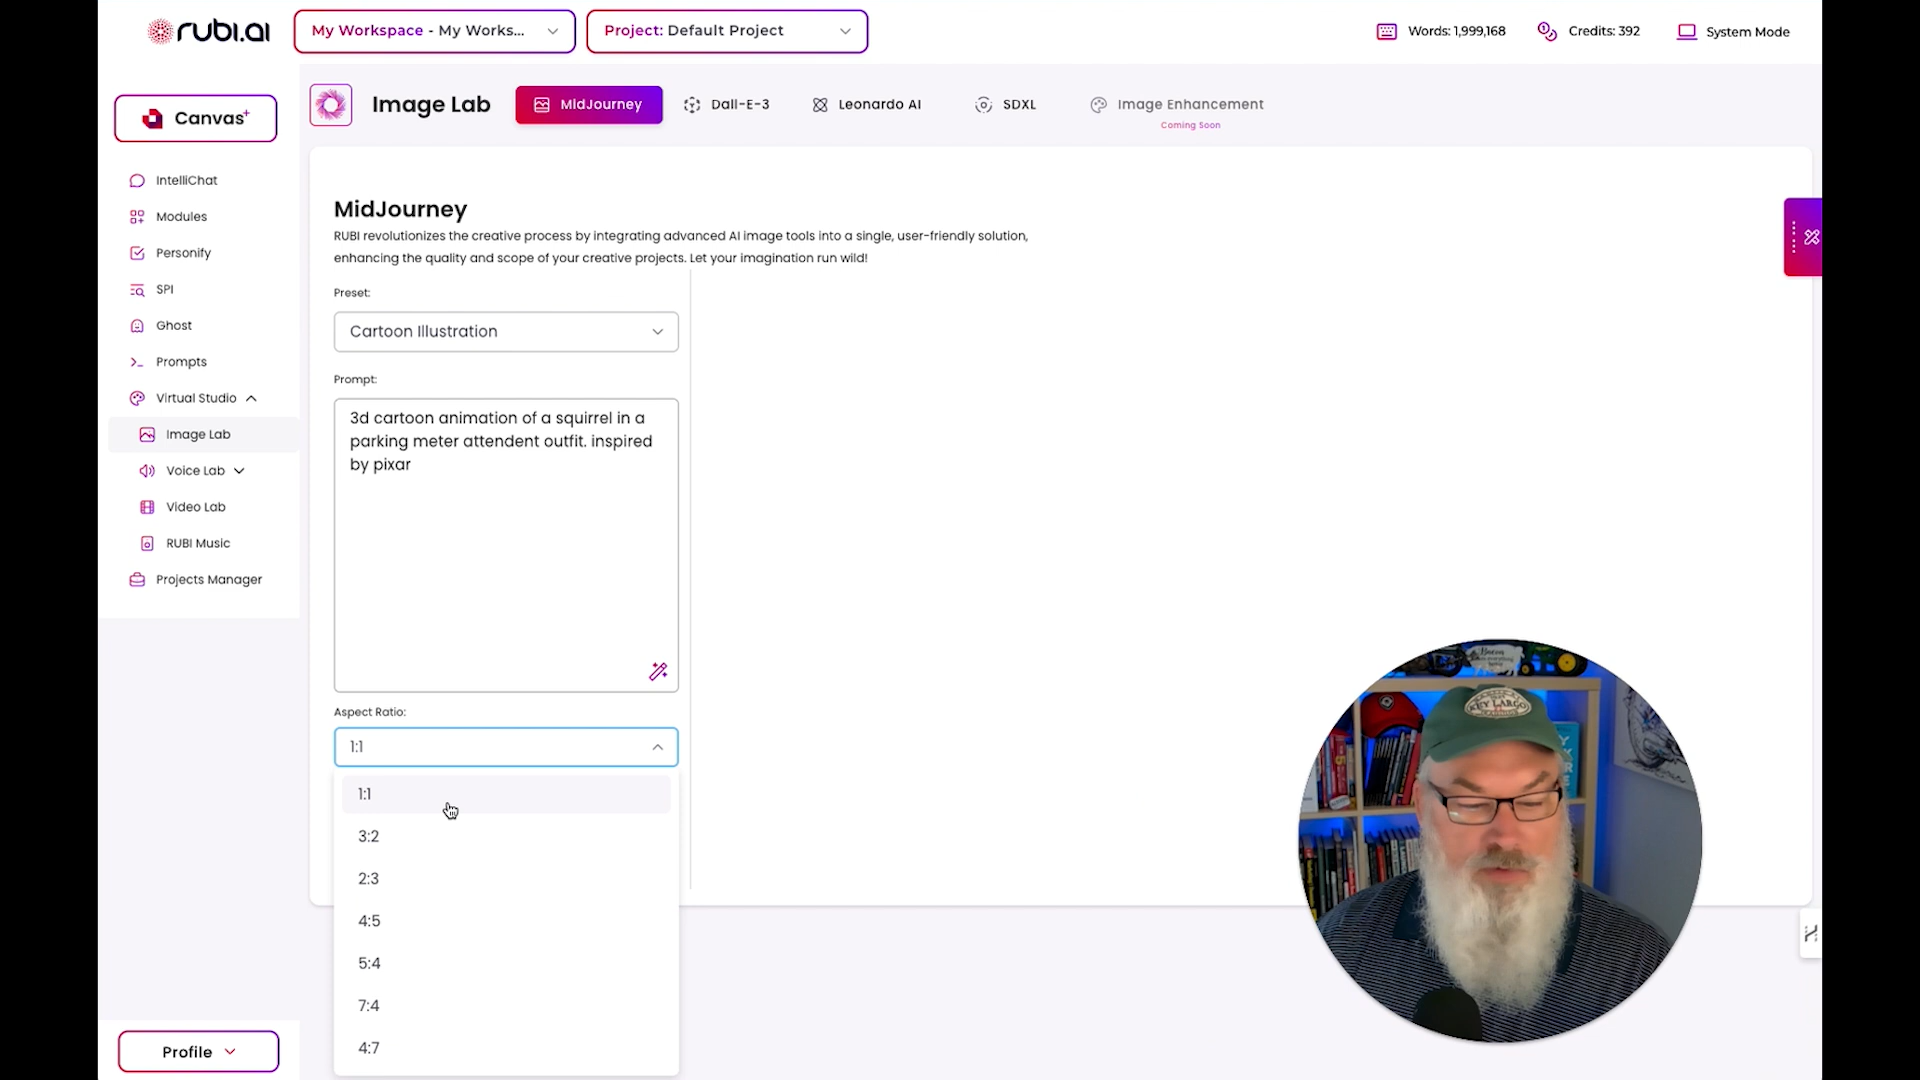 rubi.ai
My Workspace - My Works...
Project: Default Project
Words: 1,999,168
Credits: 392
System Mode
Canvas+
Image Lab
MidJourney
Dall-E-3
Leonardo AI
SDXL
Image Enhancement
Coming Soon
IntelliChat
Modules
Personify
SPI
Ghost
Prompts
Virtual Studio
Image Lab
Voice Lab
Video Lab
RUBI Music
Projects Manager
Profile
MidJourney
RUBI revolutionizes the creative process by integrating advanced AI image tools into a single, user-friendly solution,
enhancing the quality and scope of your creative projects. Let your imagination run wild!
Preset:
Cartoon Illustration
Prompt:
3d cartoon animation of a squirrel in a
parking meter attendent outfit. inspired
by pixar
Aspect Ratio:
1:1
1:1
3:2
2:3
4:5
5:4
7:4
4:7
Bacon
KEY LARGO